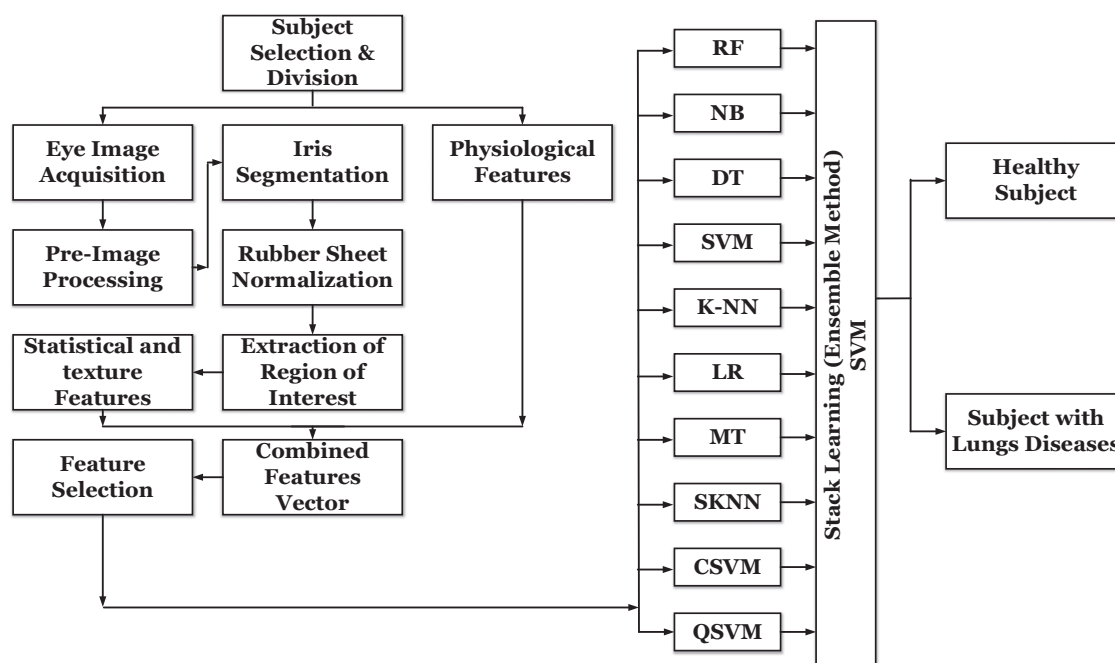 Subject
Selection &
Division
Eye Image
Acquisition
Iris
Segmentation
Physiological
Features
Pre-Image
Processing
Rubber Sheet
Normalization
Statistical and
texture
Features
Extraction of
Region of
Interest
Feature
Selection
Combined
Features
Vector
RF
NB
DT
SVM
K-NN
LR
MT
SKNN
CSVM
QSVM
Stack Learning (Ensemble Method)
SVM
Healthy
Subject
Subject with
Lungs Diseases